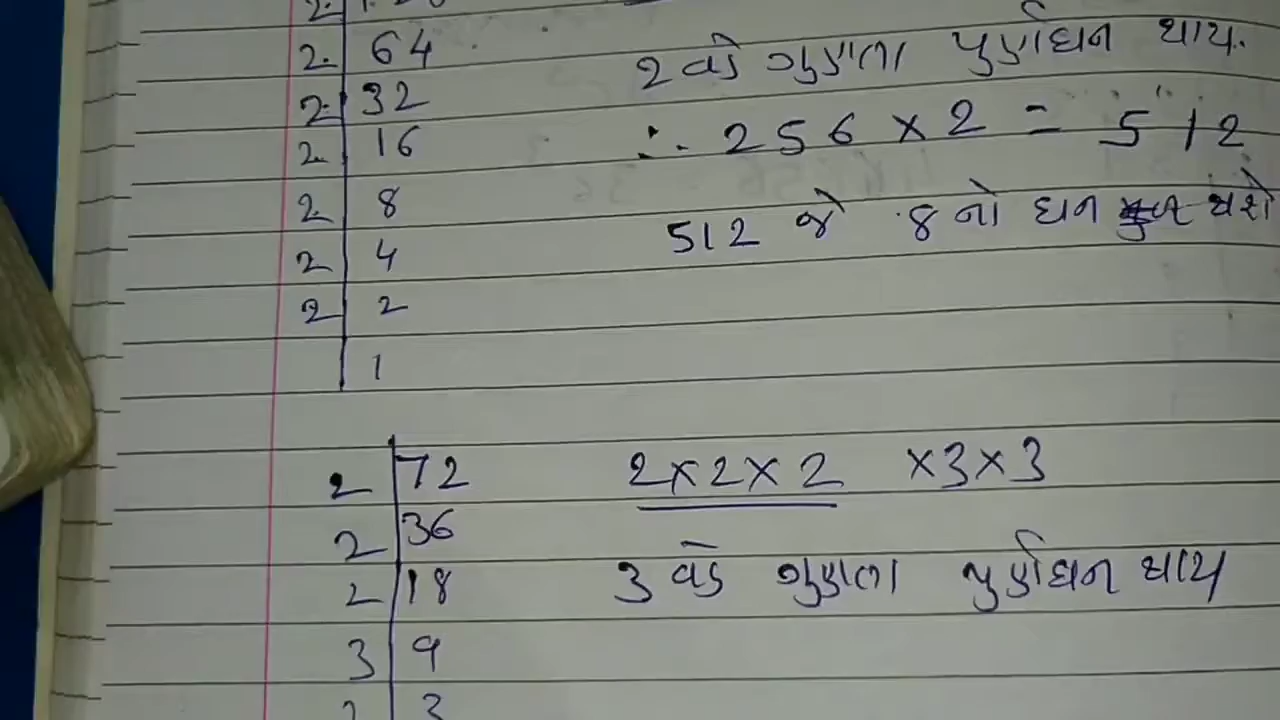 2 | 64
2 | 32
2 | 16
2 | 8
2 | 4
2 | 2
1
2 વડે ગુણતા પુર્ણઘન થાય.
∴ 256 × 2 = 512
512 જે 8 નો ઘન થશે
2 | 72
2 | 36
2 | 18
3 | 9
3
2×2×2 ×3×3
3 વડે ગુણતા પુર્ણઘન થાય